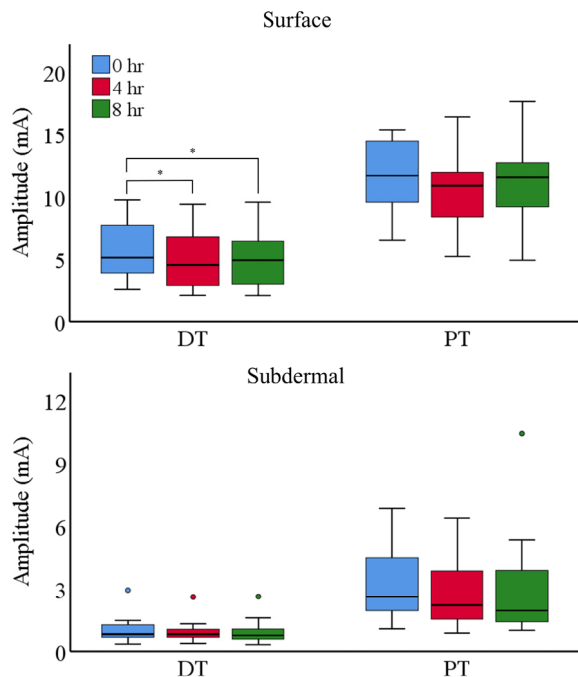 Surface
Amplitude (mA)
20
15
10
5
0
0 hr
4 hr
8 hr
*
*
DT
PT
Subdermal
Amplitude (mA)
12
9
6
3
0
DT
PT